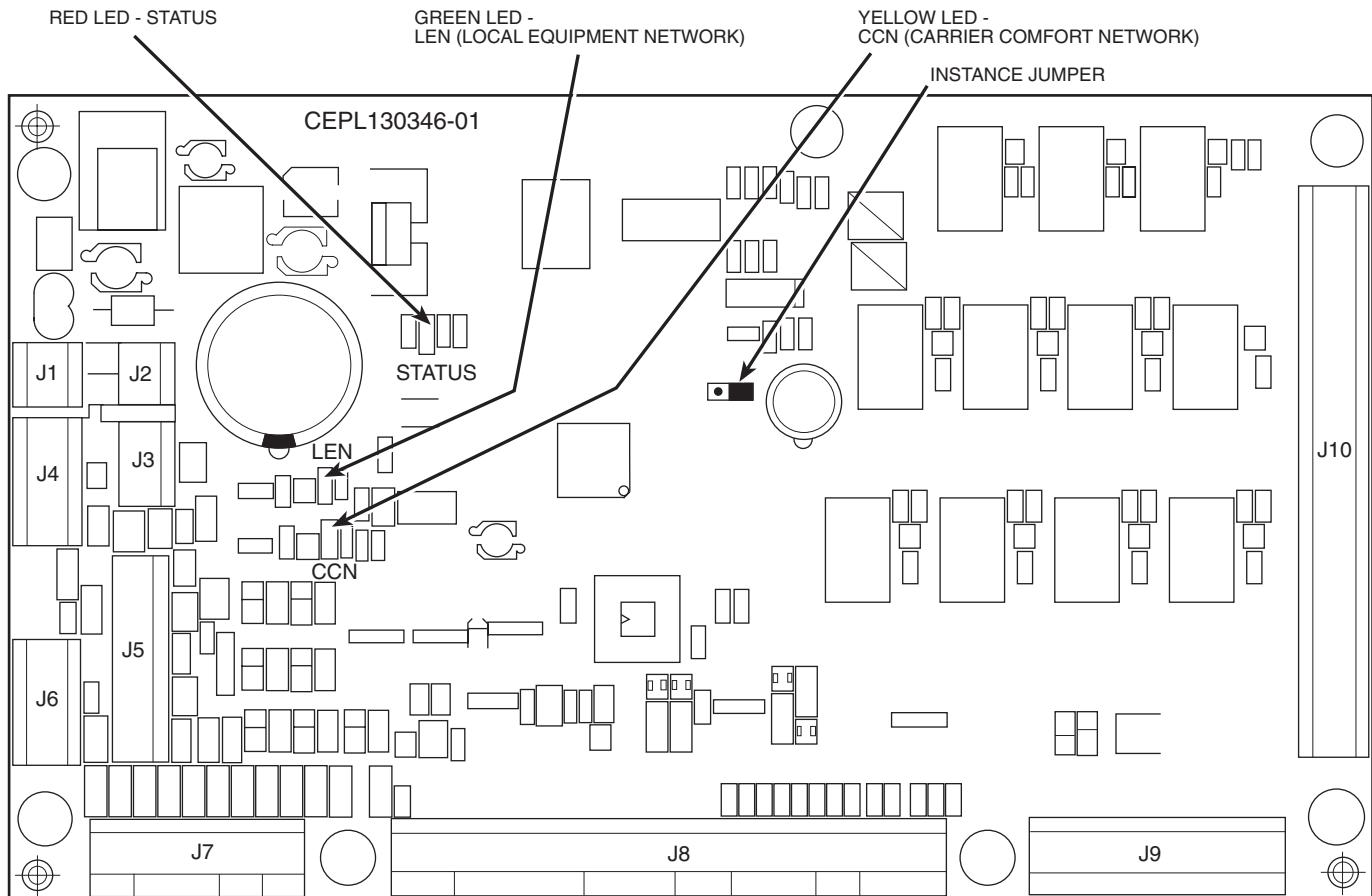 RED LED - STATUS
GREEN LED -
LEN (LOCAL EQUIPMENT NETWORK)
YELLOW LED -
CCN (CARRIER COMFORT NETWORK)
INSTANCE JUMPER
CEPL130346-01
STATUS
J1
J2
LEN
J4
J3
J10
CCN
J5
J6
J7
J8
J9